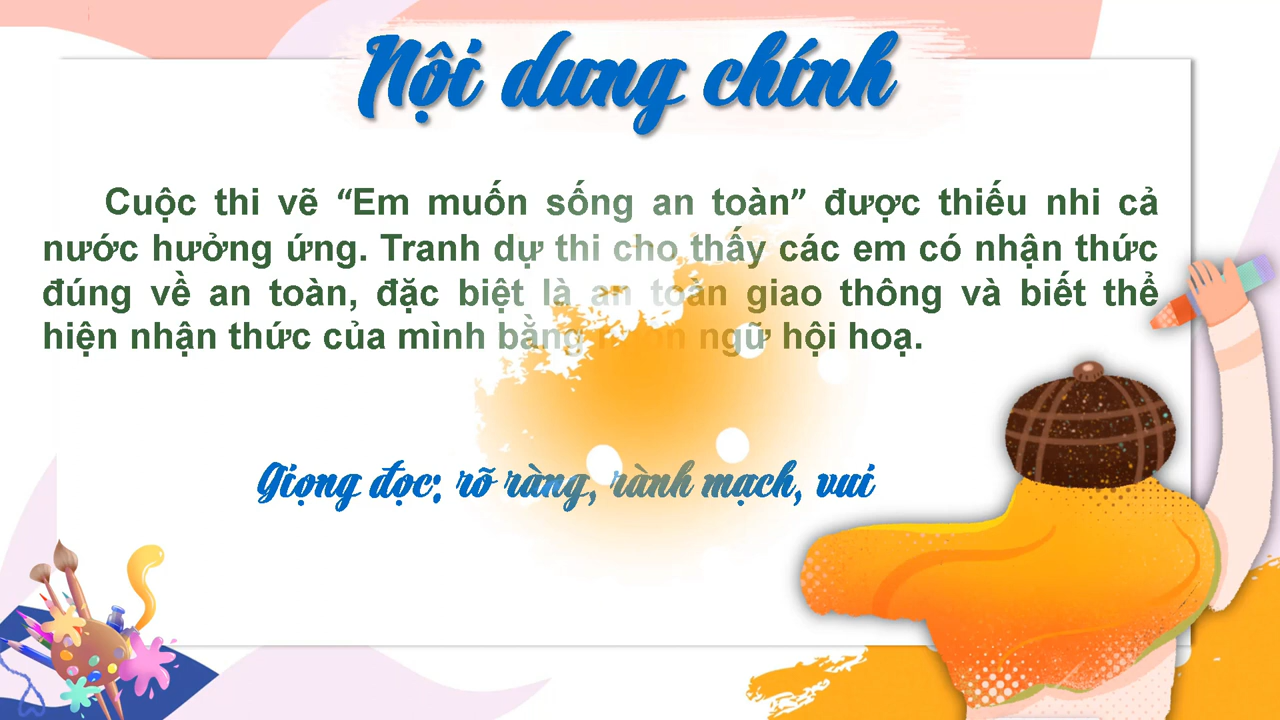 Nội dung chính
Cuộc thi vẽ “Em muốn sống an toàn” được thiếu nhi cả
nước hưởng ứng. Tranh dự thi cho thấy các em có nhận thức
đúng về an toàn, đặc biệt là an toàn giao thông và biết thể
hiện nhận thức của mình bằng ngôn ngữ hội hoạ.
Giọng đọc: rõ ràng, rành mạch, vui